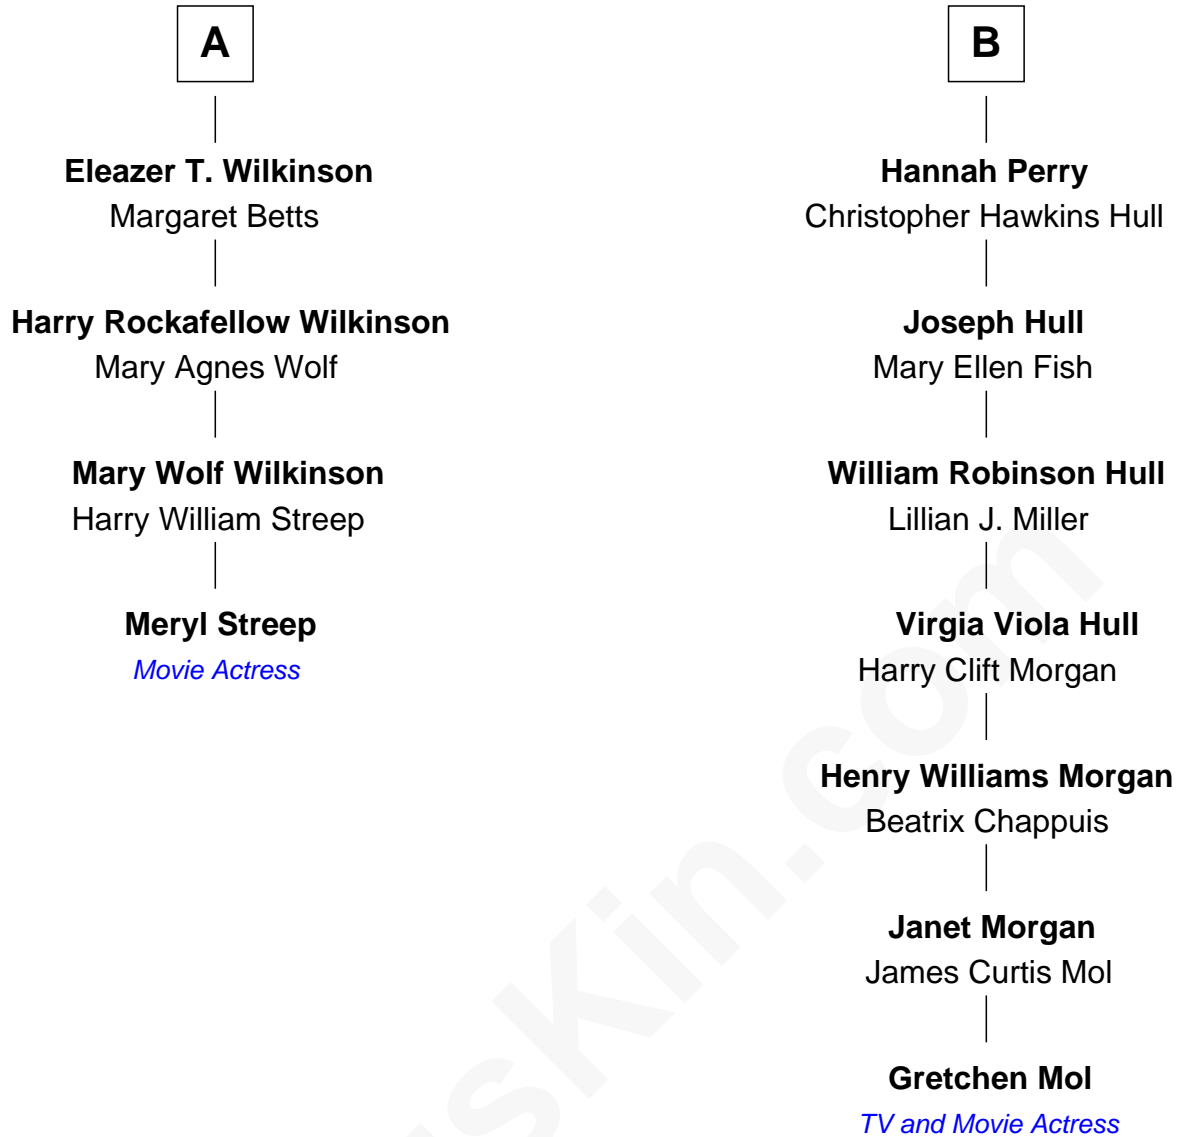 A
Eleazer T. Wilkinson
Margaret Betts
Harry Rockafellow Wilkinson
Mary Agnes Wolf
Mary Wolf Wilkinson
Harry William Streep
Meryl Streep
Movie Actress
B
Hannah Perry
Christopher Hawkins Hull
Joseph Hull
Mary Ellen Fish
William Robinson Hull
Lillian J. Miller
Virgia Viola Hull
Harry Clift Morgan
Henry Williams Morgan
Beatrix Chappuis
Janet Morgan
James Curtis Mol
Gretchen Mol
TV and Movie Actress